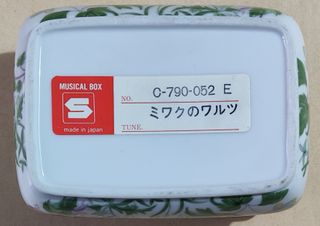 MUSICAL BOX
S
made in japan
NO. C-790-052 E
ミワクのワルツ
TUNE.